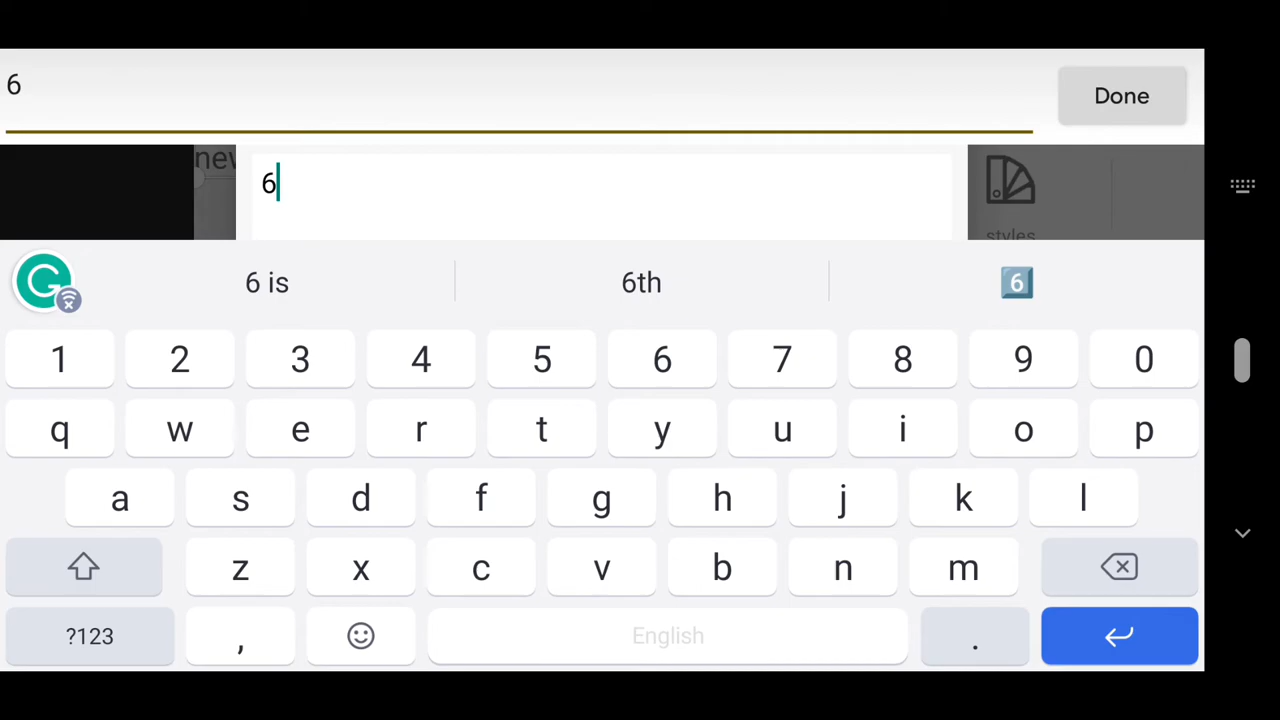 6
Done
new
6
styles
6 is
6th
6
1 2 3 4 5 6 7 8 9 0
q w e r t y u i o p
a s d f g h j k l
z x c v b n m
?123 , English .